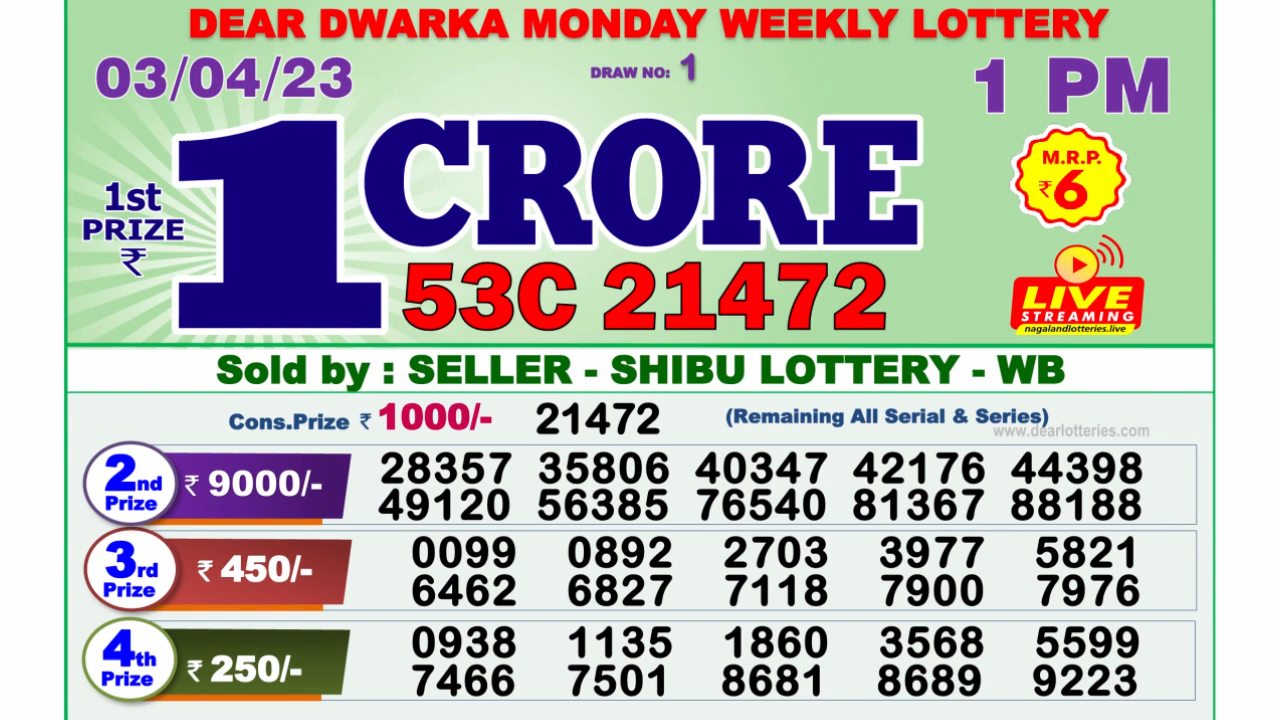 DEAR DWARKA MONDAY WEEKLY LOTTERY
03/04/23
DRAW NO: 1
1 PM
1st
PRIZE
₹
1 CRORE
M.R.P.
₹6
53C 21472
LIVE
STREAMING
nagalandlotteries.live
Sold by : SELLER - SHIBU LOTTERY - WB
Cons.Prize ₹ 1000/- 21472 (Remaining All Serial & Series)
www.dearlotteries.com
2nd
Prize
₹ 9000/-
28357 35806 40347 42176 44398
49120 56385 76540 81367 88188
3rd
Prize
₹ 450/-
0099 0892 2703 3977 5821
6462 6827 7118 7900 7976
4th
Prize
₹ 250/-
0938 1135 1860 3568 5599
7466 7501 8681 8689 9223